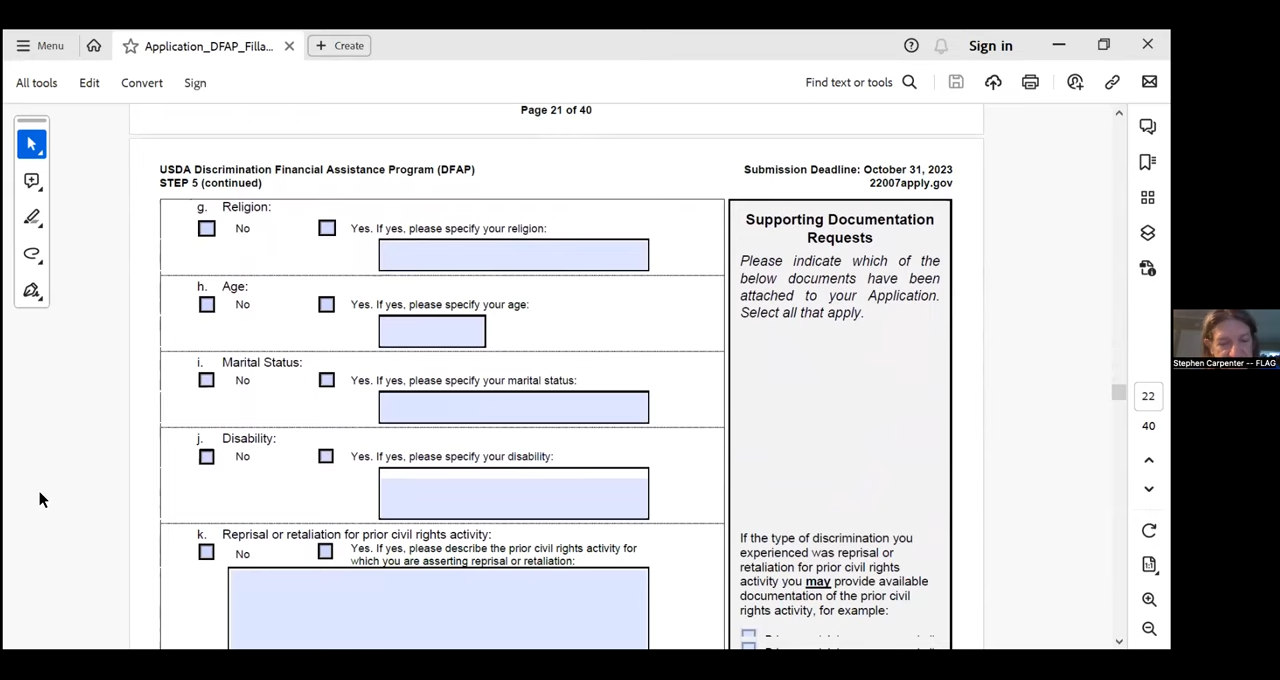 Menu
Application_DFAP_Filla...
Create
Sign in
All tools
Edit
Convert
Sign
Find text or tools
Page 21 of 40
USDA Discrimination Financial Assistance Program (DFAP)
STEP 5 (continued)
Submission Deadline: October 31, 2023
22007apply.gov
g. Religion:
No
Yes. If yes, please specify your religion:
h. Age:
No
Yes. If yes, please specify your age:
i. Marital Status:
No
Yes. If yes, please specify your marital status:
j. Disability:
No
Yes. If yes, please specify your disability:
k. Reprisal or retaliation for prior civil rights activity:
No
Yes. If yes, please describe the prior civil rights activity for
which you are asserting reprisal or retaliation:
Supporting Documentation
Requests
Please indicate which of the
below documents have been
attached to your Application.
Select all that apply.
If the type of discrimination you
experienced was reprisal or
retaliation for prior civil rights
activity you may provide available
documentation of the prior civil
rights activity, for example:
22
40
1:1
Stephen Carpenter -- FLAG